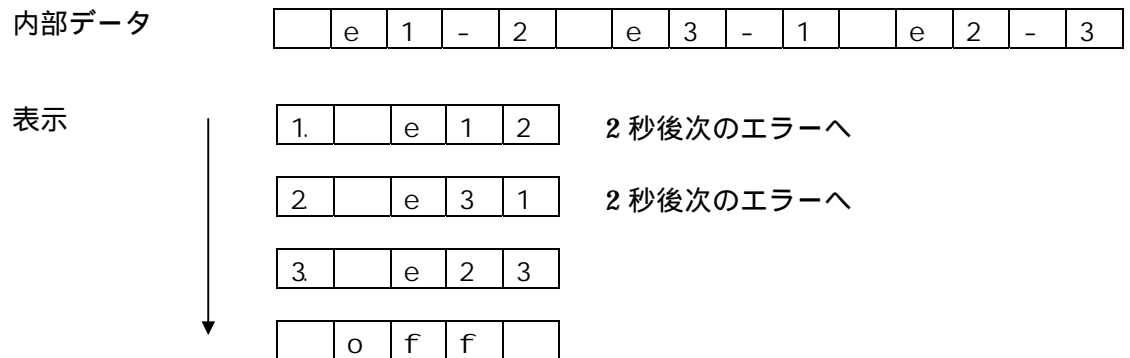 内部データ e 1 - 2 e 3 - 1 e 2 - 3
表示 1. e 1 2 2 秒後次のエラーへ
2 e 3 1 2 秒後次のエラーへ
3. e 2 3
o f f